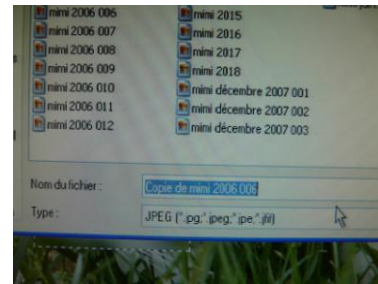 mimi 2006 006
mimi 2006 007
mimi 2006 008
mimi 2006 009
mimi 2006 010
mimi 2006 011
mimi 2006 012
mimi 2015
mimi 2016
mimi 2017
mimi 2018
mimi décembre 2007 001
mimi décembre 2007 002
mimi décembre 2007 003
Nom du fichier :
Copie de mimi 2006 006
Type :
JPEG (*.jpg;*.jpeg;*.jpe;*.jfif)